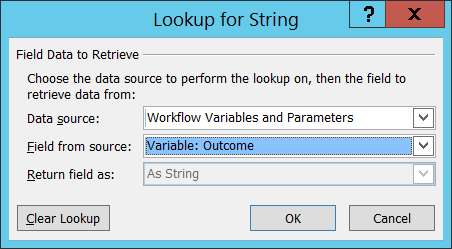 Lookup for String
?
X
Field Data to Retrieve
Choose the data source to perform the lookup on, then the field to
retrieve data from:
Data source: Workflow Variables and Parameters
Field from source: Variable: Outcome
Return field as: As String
Clear Lookup OK Cancel